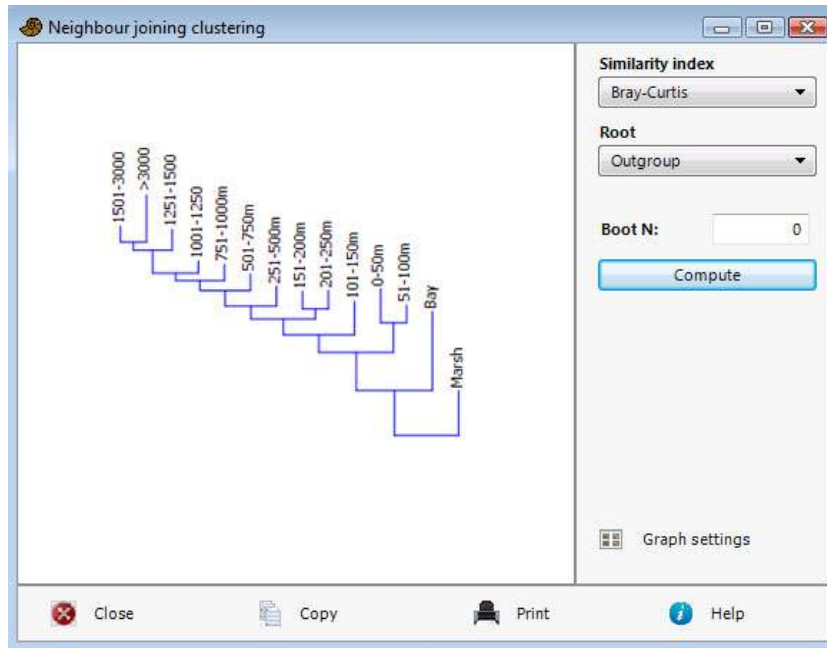 Neighbour joining clustering
Similarity index
Bray-Curtis
Root
Outgroup
Boot N:
0
Compute
1501-3000
>3000
1251-1500
1001-1250
751-1000m
501-750m
251-500m
151-200m
201-250m
101-150m
0-50m
51-100m
Bay
Marsh
Graph settings
Close
Copy
Print
Help